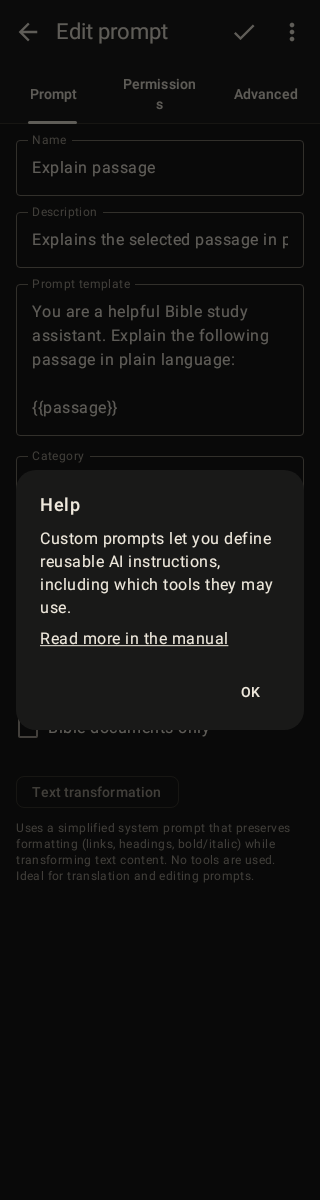 Edit prompt
Prompt
Permission
s
Advanced
Name
Explain passage
Description
Explains the selected passage in p
Prompt template
You are a helpful Bible study
assistant. Explain the following
passage in plain language:
{{passage}}
Category
Help
Custom prompts let you define
reusable AI instructions,
including which tools they may
use.
Read more in the manual
OK
Bible documents only
Text transformation
Uses a simplified system prompt that preserves
formatting (links, headings, bold/italic) while
transforming text content. No tools are used.
Ideal for translation and editing prompts.